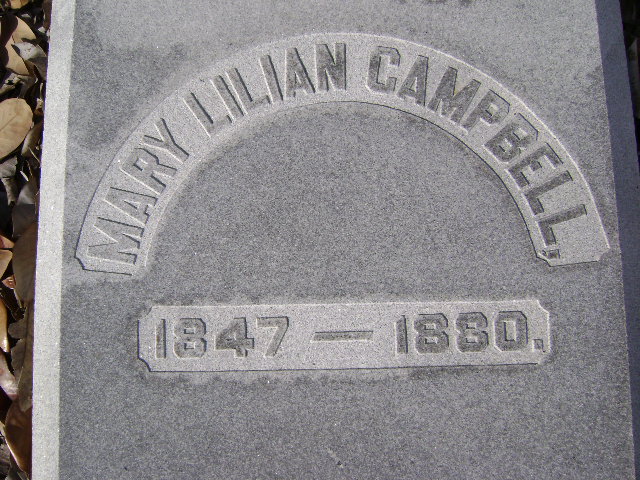 MARY LILIAN CAMPBELL.
1847 — 1880.